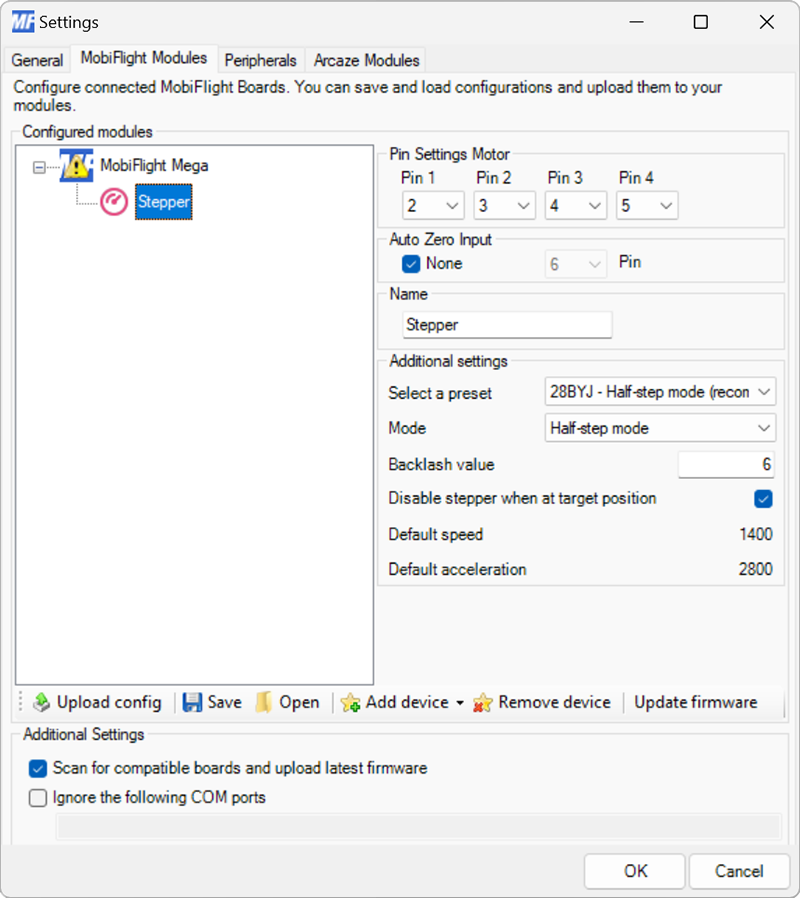 MF Settings
General MobiFlight Modules Peripherals Arcaze Modules
Configure connected MobiFlight Boards. You can save and load configurations and upload them to your
modules.
Configured modules
MobiFlight Mega
Stepper
Pin Settings Motor
Pin 1 Pin 2 Pin 3 Pin 4
2 3 4 5
Auto Zero Input
None 6 Pin
Name
Stepper
Additional settings
Select a preset 28BYJ - Half-step mode (recon
Mode Half-step mode
Backlash value 6
Disable stepper when at target position
Default speed 1400
Default acceleration 2800
Upload config Save Open Add device Remove device Update firmware
Additional Settings
Scan for compatible boards and upload latest firmware
Ignore the following COM ports
OK Cancel